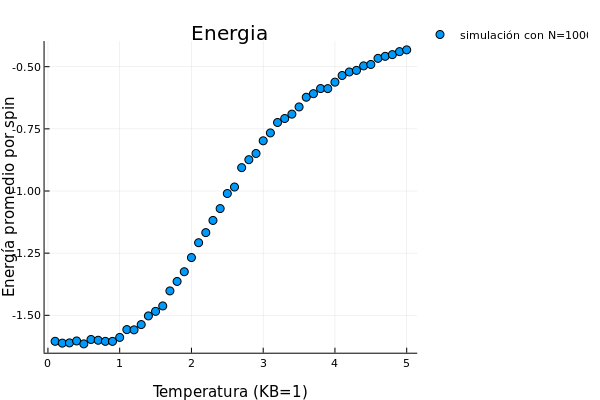 Energia
simulación con N=1000
Energía promedio por spin
-0.50
-0.75
-1.00
-1.25
-1.50
0
1
2
3
4
5
Temperatura (KB=1)